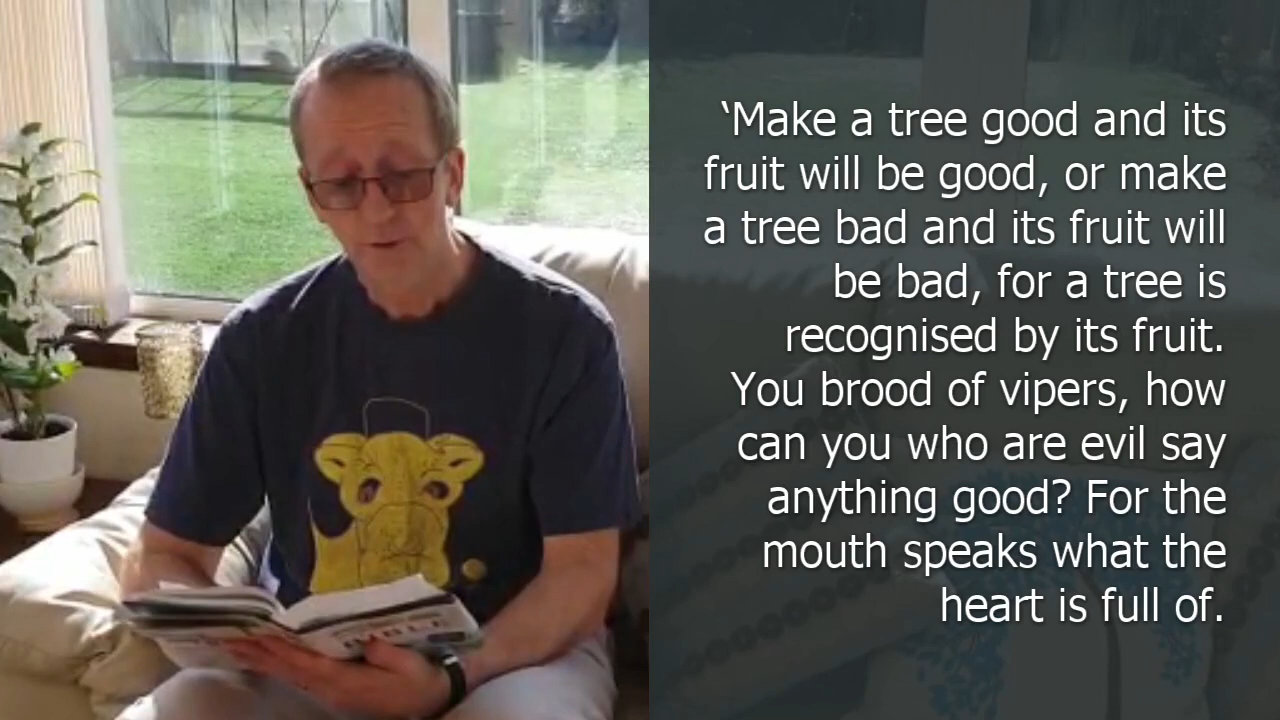 ‘Make a tree good and its
fruit will be good, or make
a tree bad and its fruit will
be bad, for a tree is
recognised by its fruit.
You brood of vipers, how
can you who are evil say
anything good? For the
mouth speaks what the
heart is full of.